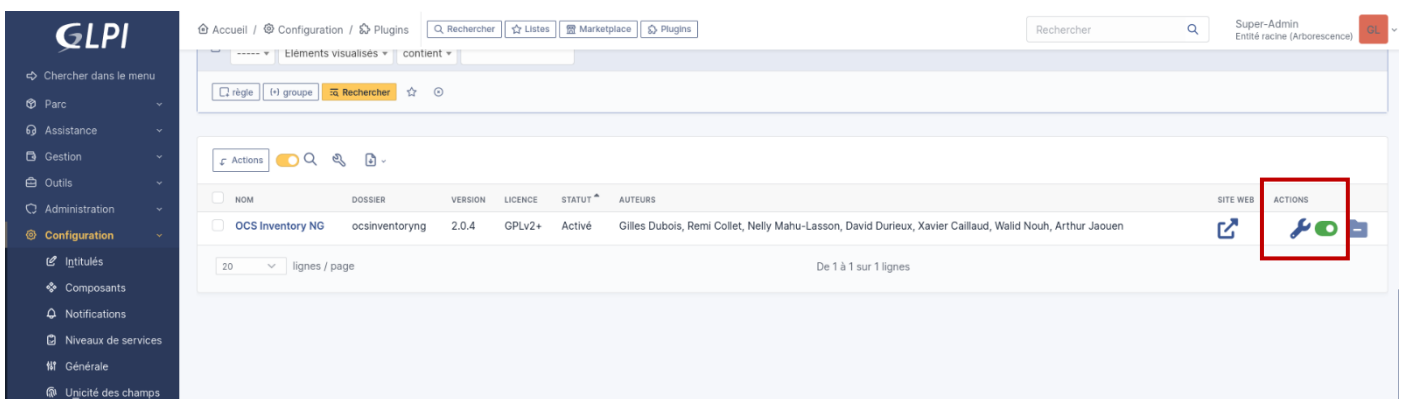 GLPI
Accueil / Configuration / Plugins Rechercher Listes Marketplace Plugins
Rechercher
Super-Admin
Entité racine (Arborescence)
GL
Chercher dans le menu
Parc
Assistance
Gestion
Outils
Administration
Configuration
Intitulés
Composants
Notifications
Niveaux de services
Générale
Unicité des champs
----- Éléments visualisés contient
règle (+) groupe Rechercher
Actions
NOM DOSSIER VERSION LICENCE STATUT AUTEURS SITE WEB ACTIONS
OCS Inventory NG ocsinventoryng 2.0.4 GPLv2+ Activé Gilles Dubois, Remi Collet, Nelly Mahu-Lasson, David Durieux, Xavier Caillaud, Walid Nouh, Arthur Jaouen
20 lignes / page De 1 à 1 sur 1 lignes